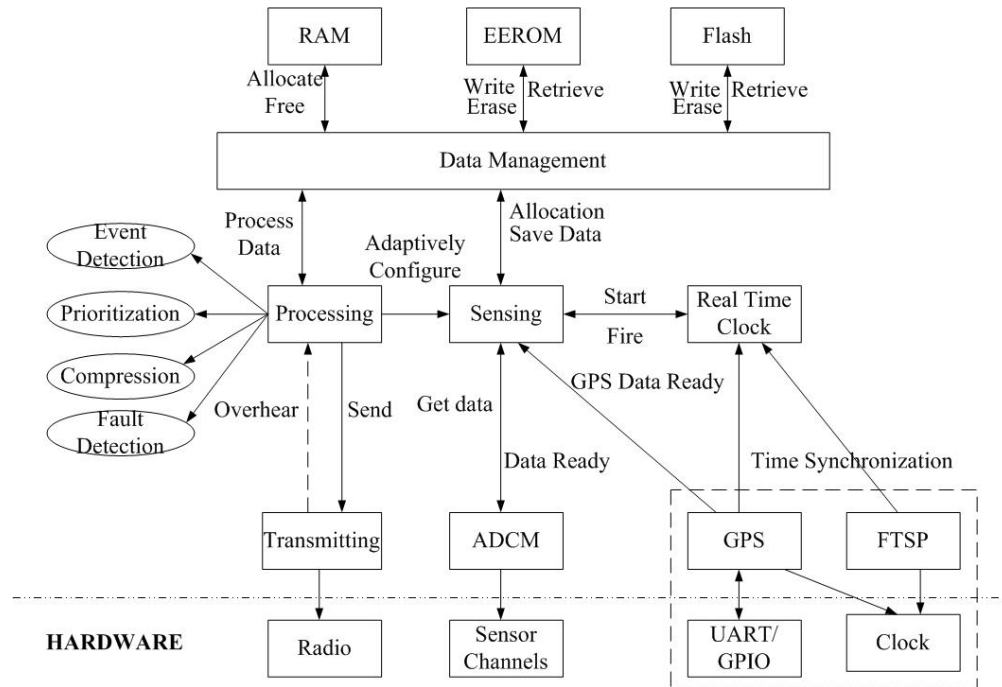 RAM
EEROM
Flash
Allocate
Free
Write
Erase
Retrieve
Write
Erase
Retrieve
Data Management
Process
Data
Allocation
Save Data
Event
Detection
Adaptively
Configure
Prioritization
Processing
Sensing
Start
Fire
Real Time
Clock
Compression
GPS Data Ready
Fault
Detection
Overhear
Send
Get data
Data Ready
Time Synchronization
Transmitting
ADCM
GPS
FTSP
HARDWARE
Radio
Sensor
Channels
UART/
GPIO
Clock